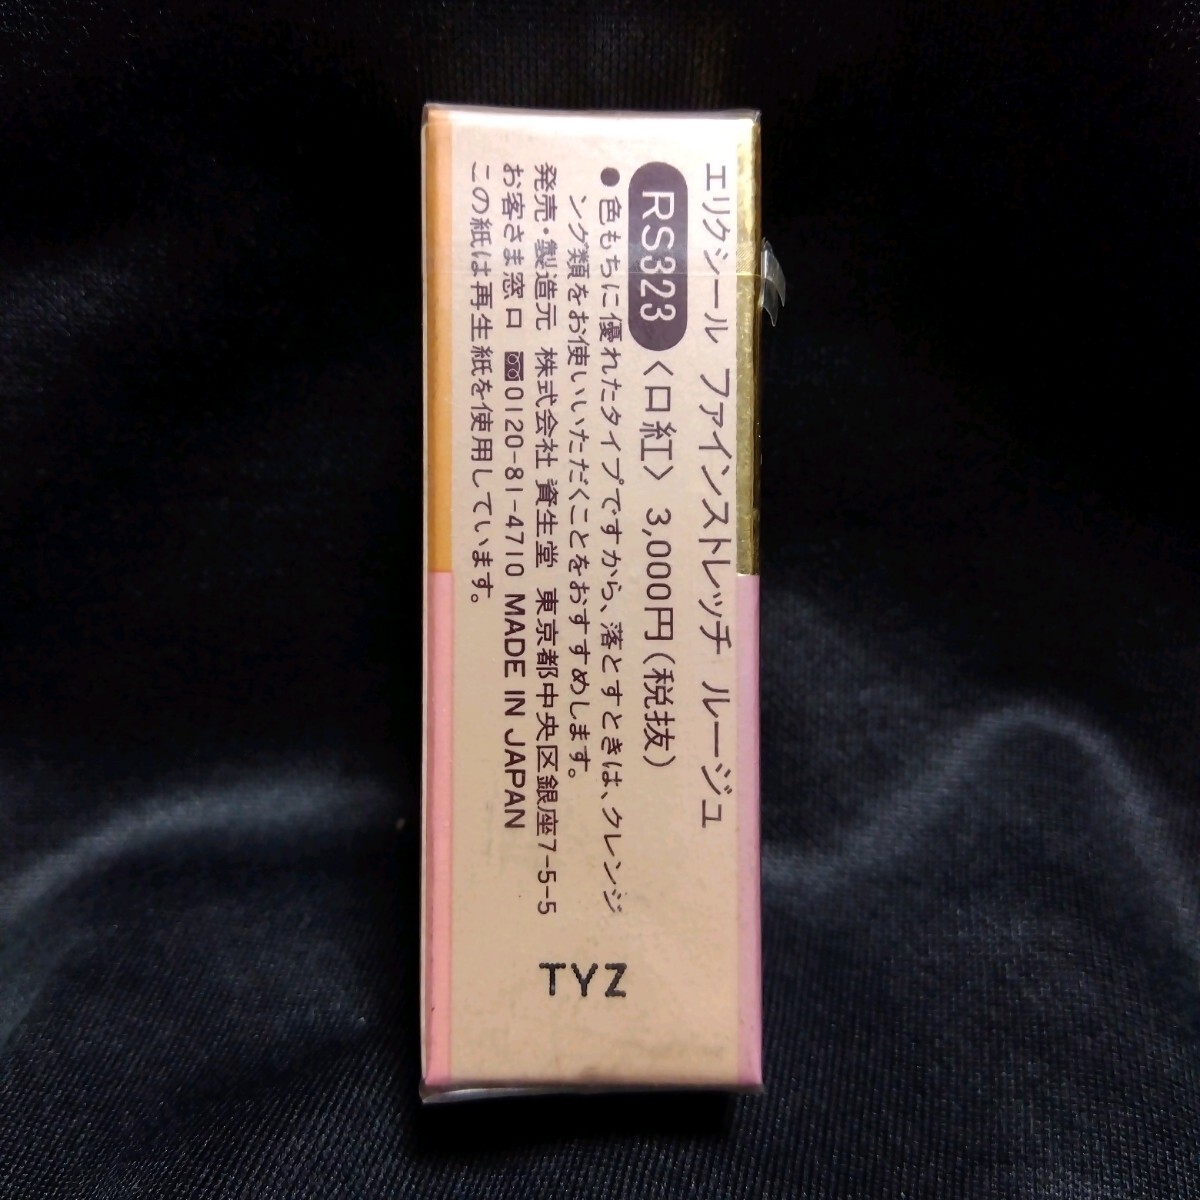 エリクシール ファインストレッチ ルージュ
RS323 〈口紅〉 3,000円(税抜)
●色もちに優れたタイプですから、落とすときは、クレンジ
ング類をお使いいただくことをおすすめします。
発売・製造元 株式会社 資生堂 東京都中央区銀座7-5-5
お客さま窓口 0120-81-4710 MADE IN JAPAN
この紙は再生紙を使用しています。
TYZ